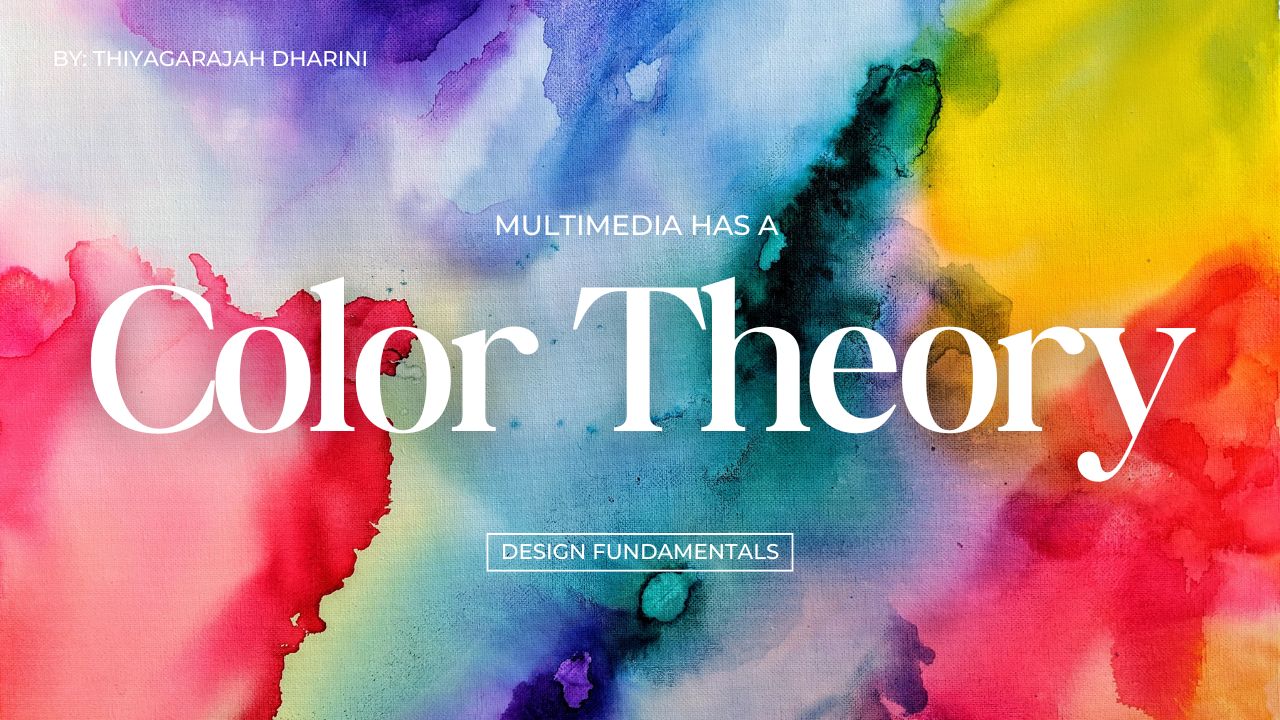 BY: THIYAGARAJAH DHARINI
MULTIMEDIA HAS A
Color Theory
DESIGN FUNDAMENTALS